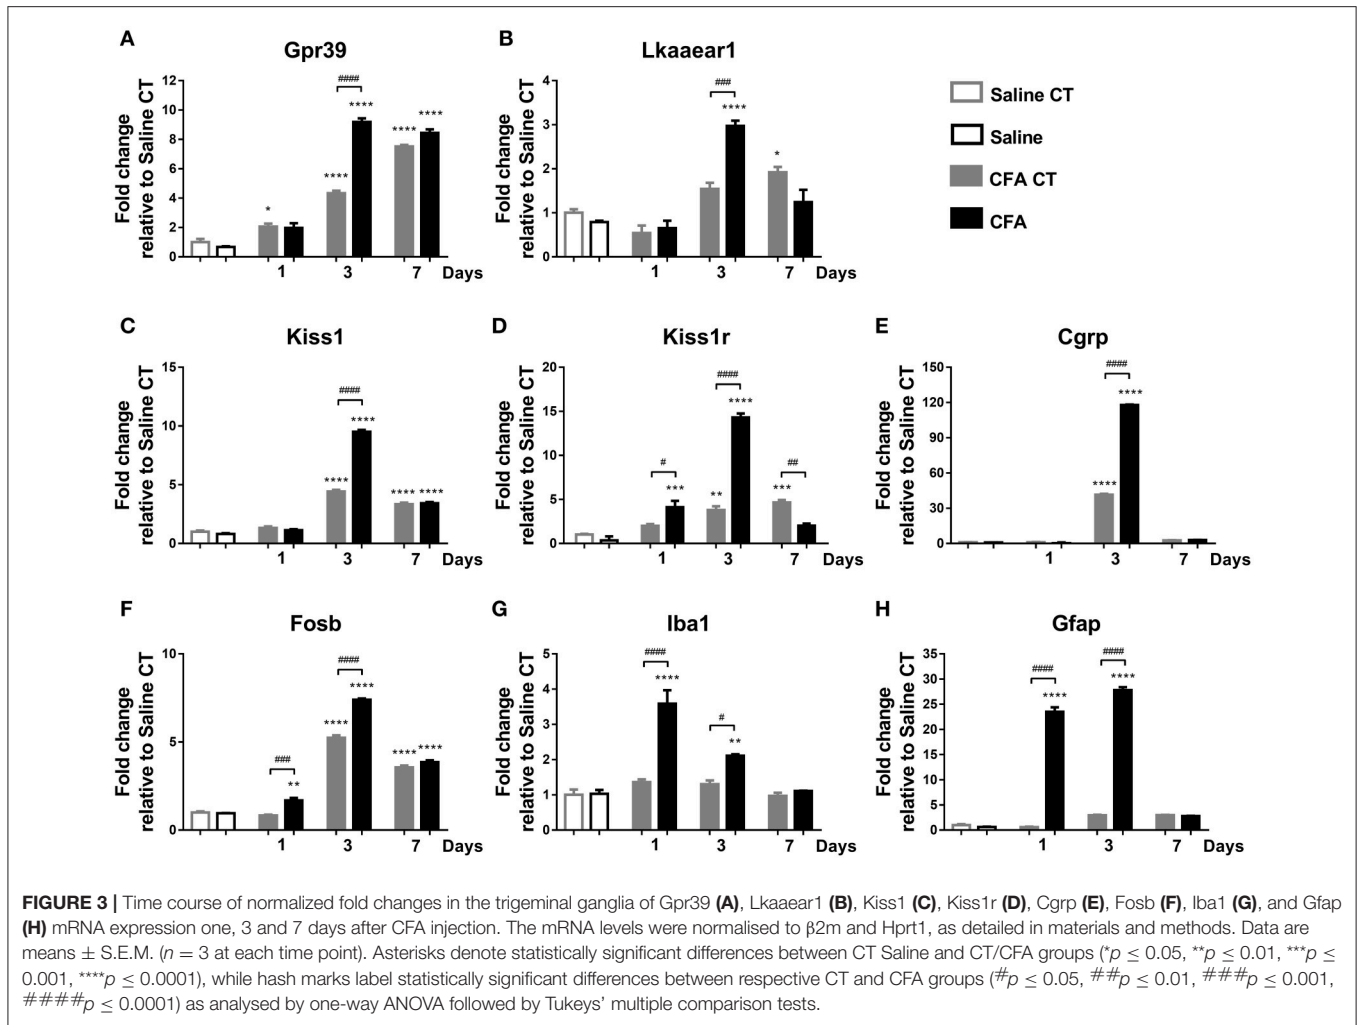 A
Gpr39
Fold change
relative to Saline CT
12
10
8
6
4
2
0
*
****
####
****
****
****
1
3
7
Days
B
Lkaaear1
Fold change
relative to Saline CT
4
3
2
1
0
###
****
*
1
3
7
Days
Saline CT
Saline
CFA CT
CFA
C
Kiss1
Fold change
relative to Saline CT
15
10
5
0
####
****
****
****
****
1
3
7
Days
D
Kiss1r
Fold change
relative to Saline CT
20
15
10
5
0
#
***
**
####
****
***
##
1
3
7
Days
E
Cgrp
Fold change
relative to Saline CT
150
120
90
60
30
0
####
****
****
1
3
7
Days
F
Fosb
Fold change
relative to Saline CT
10
5
0
###
**
****
####
****
****
****
1
3
7
Days
G
Iba1
Fold change
relative to Saline CT
5
4
3
2
1
0
####
****
#
**
1
3
7
Days
H
Gfap
Fold change
relative to Saline CT
35
30
25
20
15
10
5
0
####
****
####
****
1
3
7
Days
FIGURE 3 | Time course of normalized fold changes in the trigeminal ganglia of Gpr39 (A), Lkaaear1 (B), Kiss1 (C), Kiss1r (D), Cgrp (E), Fosb (F), Iba1 (G), and Gfap
(H) mRNA expression one, 3 and 7 days after CFA injection. The mRNA levels were normalised to β2m and Hprt1, as detailed in materials and methods. Data are
means ± S.E.M. (n = 3 at each time point). Asterisks denote statistically significant differences between CT Saline and CT/CFA groups (*p ≤ 0.05, **p ≤ 0.01, ***p ≤
0.001, ****p ≤ 0.0001), while hash marks label statistically significant differences between respective CT and CFA groups (#p ≤ 0.05, ##p ≤ 0.01, ###p ≤ 0.001,
####p ≤ 0.0001) as analysed by one-way ANOVA followed by Tukeys' multiple comparison tests.